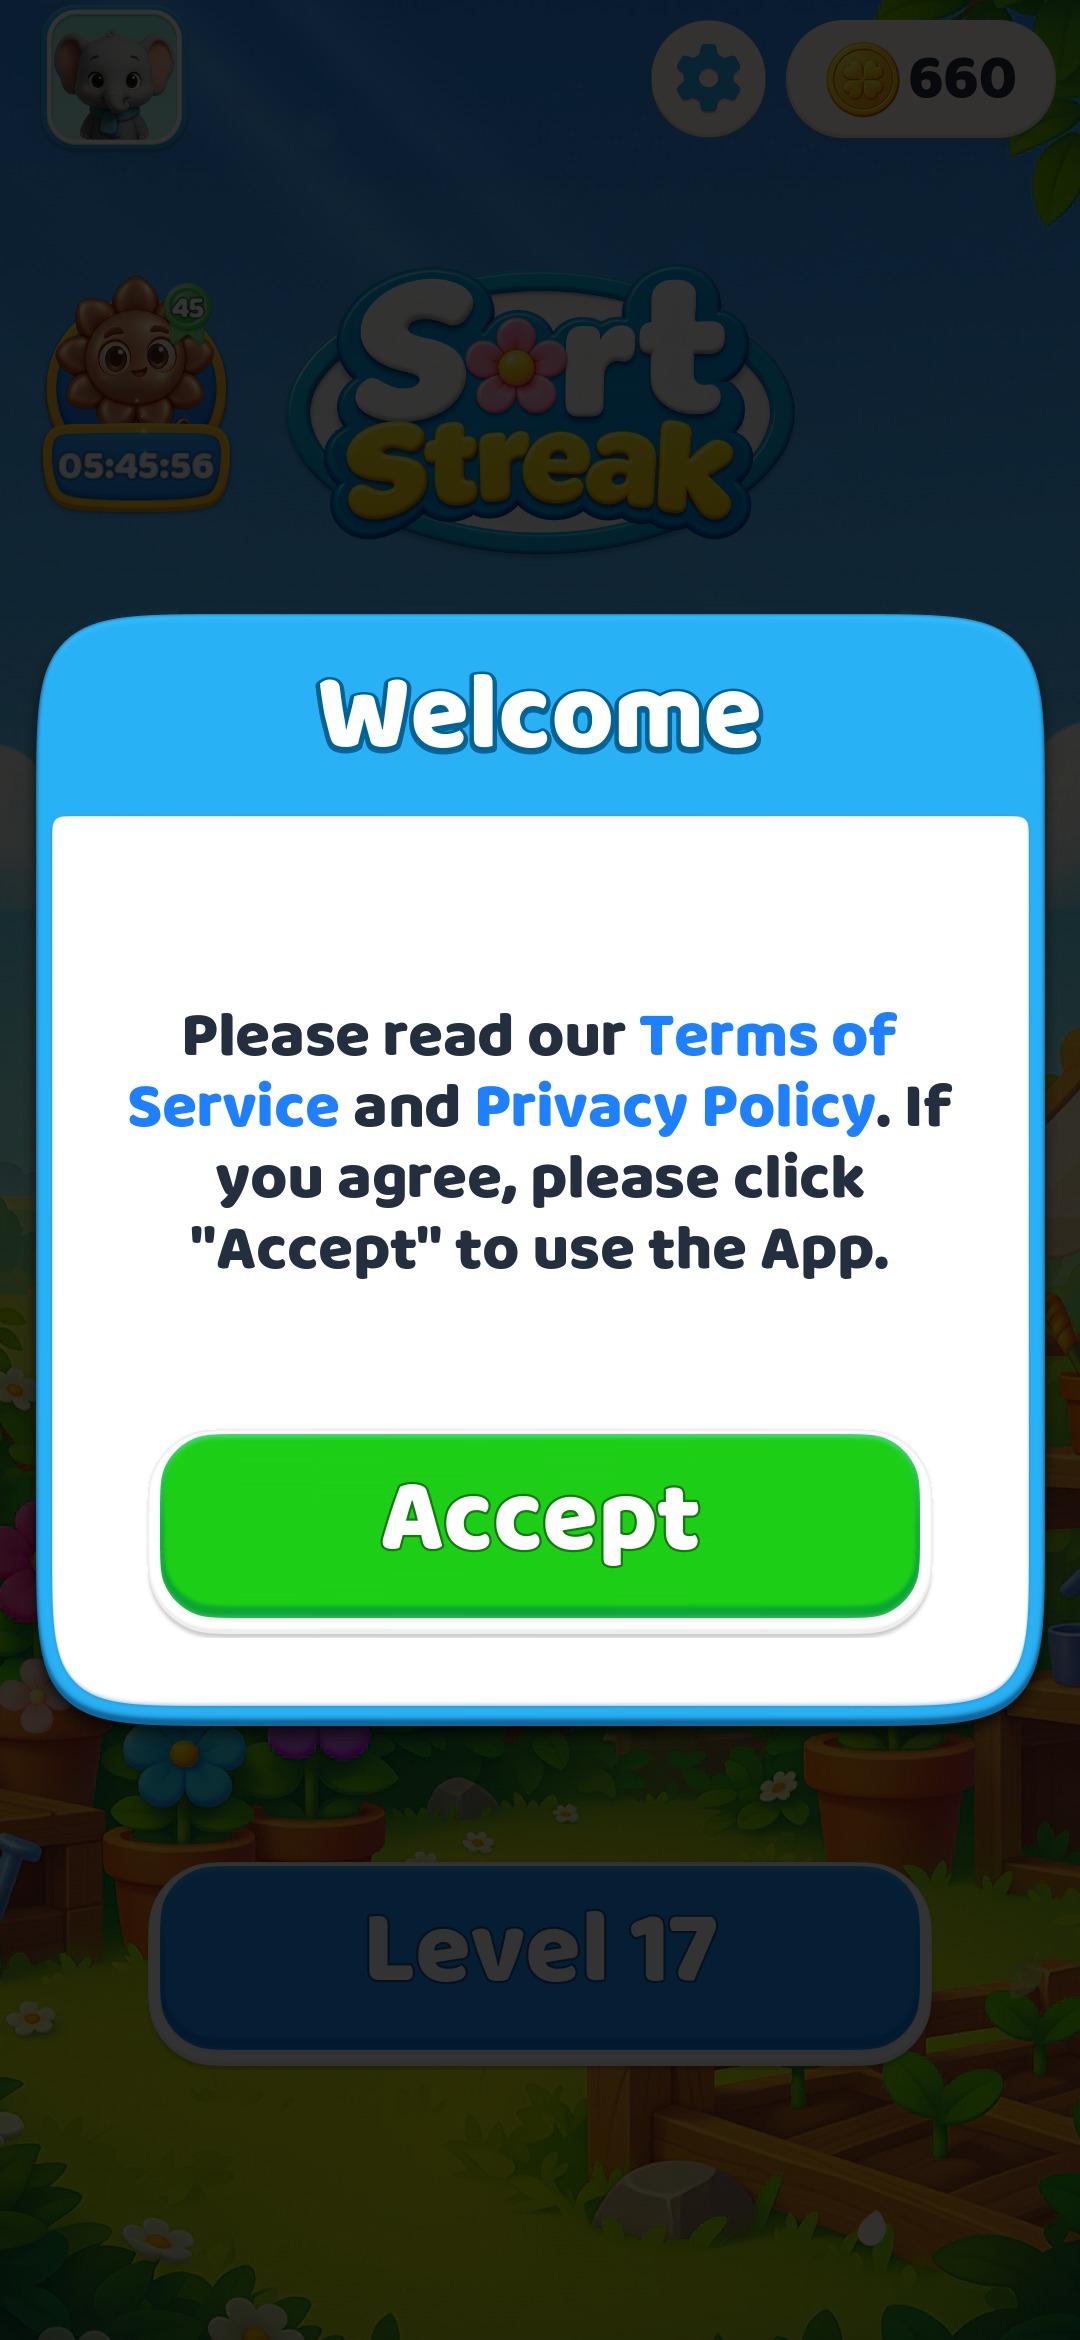 660
45
05:45:56
Sort
Streak
Welcome
Please read our Terms of
Service and Privacy Policy. If
you agree, please click
"Accept" to use the App.
Accept
Level 17